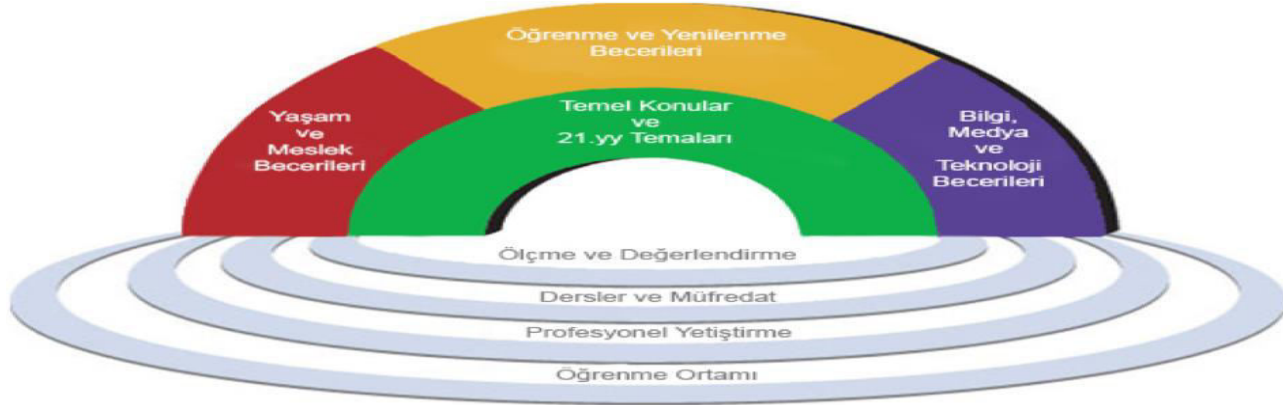 Öğrenme ve Yenilenme
Becerileri
Yaşam
ve
Meslek
Becerileri
Temel Konular
ve
21.yy Temaları
Bilgi,
Medya
ve
Teknoloji
Becerileri
Ölçme ve Değerlendirme
Dersler ve Müfredat
Profesyonel Yetiştirme
Öğrenme Ortamı